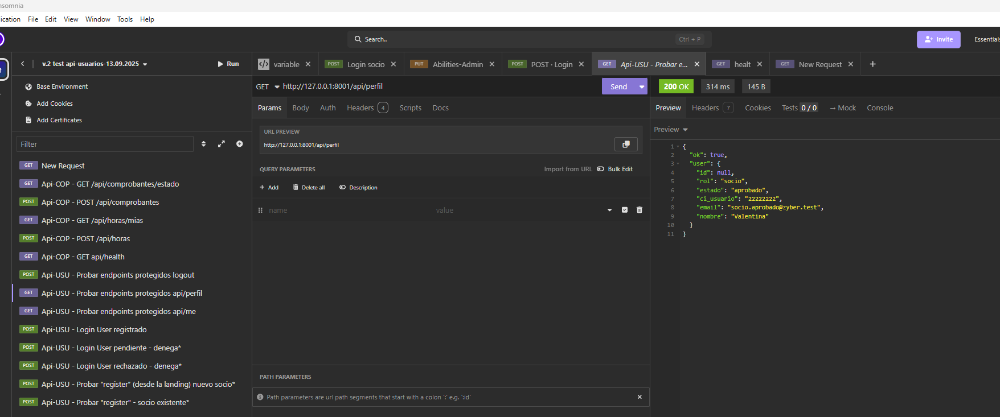 nsomnia
ication File Edit View Window Tools Help
Search.. Ctrl + P
Invite
Essentials
v.2 test api-usuarios-13.09.2025
Run
Base Environment
Add Cookies
Add Certificates
Filter
GET New Request
GET Api-COP - GET /api/comprobantes/estado
POST Api-COP - POST /api/comprobantes
GET Api-COP - GET /api/horas/mias
POST Api-COP - POST /api/horas
GET Api-COP - GET api/health
POST Api-USU - Probar endpoints protegidos logout
GET Api-USU - Probar endpoints protegidos api/perfil
GET Api-USU - Probar endpoints protegidos api/me
POST Api-USU - Login User registrado
POST Api-USU - Login User pendiente - denega*
POST Api-USU - Login User rechazado - denega*
POST Api-USU - Probar “register” (desde la landing) nuevo socio*
POST Api-USU - Probar "register" - socio existente*
</> variable
POST Login socio
PUT Abilities-Admin
POST POST · Login
GET Api-USU - Probar e...
GET healt
GET New Request
GET http://127.0.0.1:8001/api/perfil
Send
Params Body Auth Headers 4 Scripts Docs
URL PREVIEW
http://127.0.0.1:8001/api/perfil
QUERY PARAMETERS
Import from URL Bulk Edit
+ Add Delete all Description
name value
PATH PARAMETERS
Path parameters are url path segments that start with a colon ':' e.g. ':id'
200 OK 314 ms 145 B
Preview Headers 7 Cookies Tests 0 / 0 → Mock Console
Preview
1 {
2 "ok": true,
3 "user": {
4 "id": null,
5 "rol": "socio",
6 "estado": "aprobado",
7 "ci_usuario": "22222222",
8 "email": "socio.aprobado@zyber.test",
9 "nombre": "Valentina"
10 }
11 }